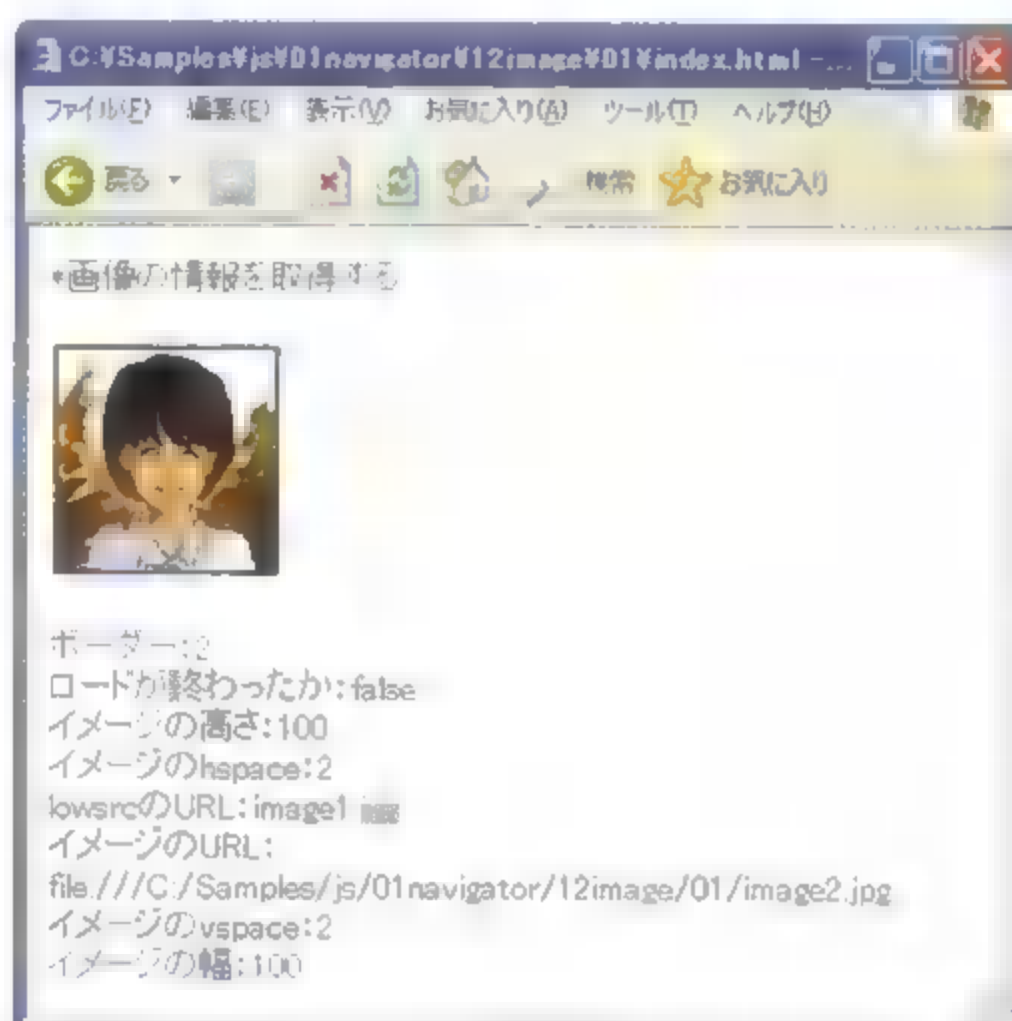 C:¥Samples¥js¥01navigator¥12image¥01¥index.html -...
ファイル(F) 編集(E) 表示(V) お気に入り(A) ツール(T) ヘルプ(H)
戻る 検索 お気に入り
*画像の情報を取得する
ボーダー:2
ロードが終わったか:false
イメージの高さ:100
イメージのhspace:2
lowsrcのURL:image1.jpg
イメージのURL:
file:///C:/Samples/js/01navigator/12image/01/image2.jpg
イメージのvspace:2
イメージの幅:100